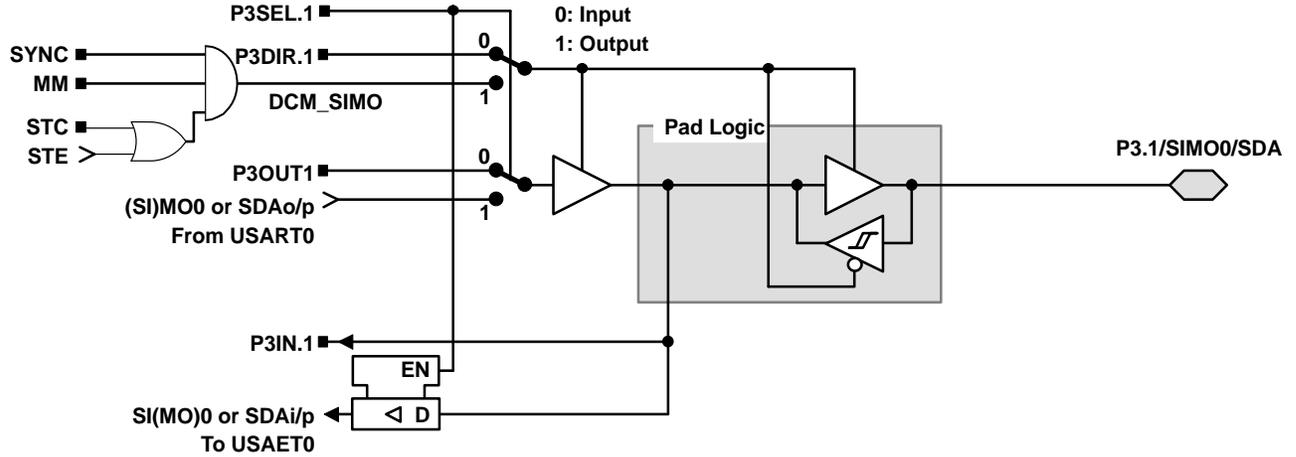 P3SEL.1
0: Input
1: Output
SYNC
P3DIR.1
0
MM
DCM_SIMO
1
STC
STE
Pad Logic
P3.1/SIMO0/SDA
0
P3OUT1
(SI)MO0 or SDAo/p
1
From USART0
P3IN.1
EN
SI(MO)0 or SDAi/p
D
To USAET0